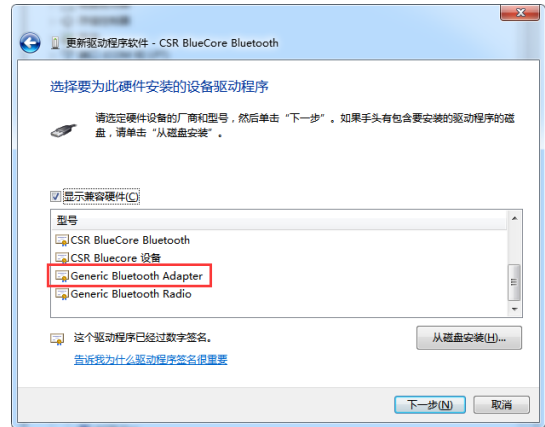 更新驱动程序软件 - CSR BlueCore Bluetooth
选择要为此硬件安装的设备驱动程序
请选定硬件设备的厂商和型号，然后单击“下一步”。如果手头有包含要安装的驱动程序的磁
盘，请单击“从磁盘安装”。
显示兼容硬件(C)
型号
CSR BlueCore Bluetooth
CSR Bluecore 设备
Generic Bluetooth Adapter
Generic Bluetooth Radio
这个驱动程序已经过数字签名。
从磁盘安装(H)...
告诉我为什么驱动程序签名很重要
下一步(N)
取消